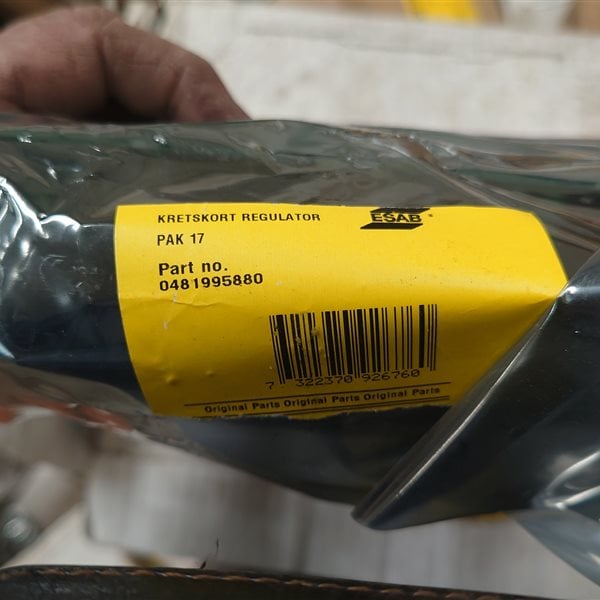 KRETSKORT REGULATOR
ESAB
PAK 17
Part no.
0481995880
7 322370 926760
Original Parts Original Parts Original Parts